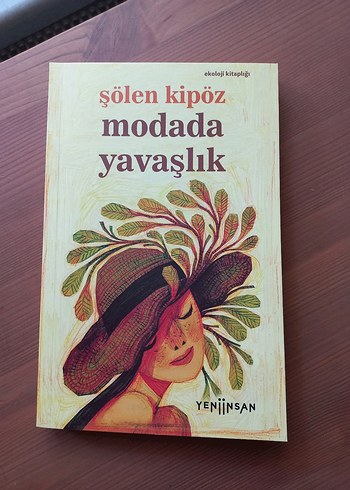 ekoloji kitaplığı
şölen kipöz
modada
yavaşlık
YENİİNSAN